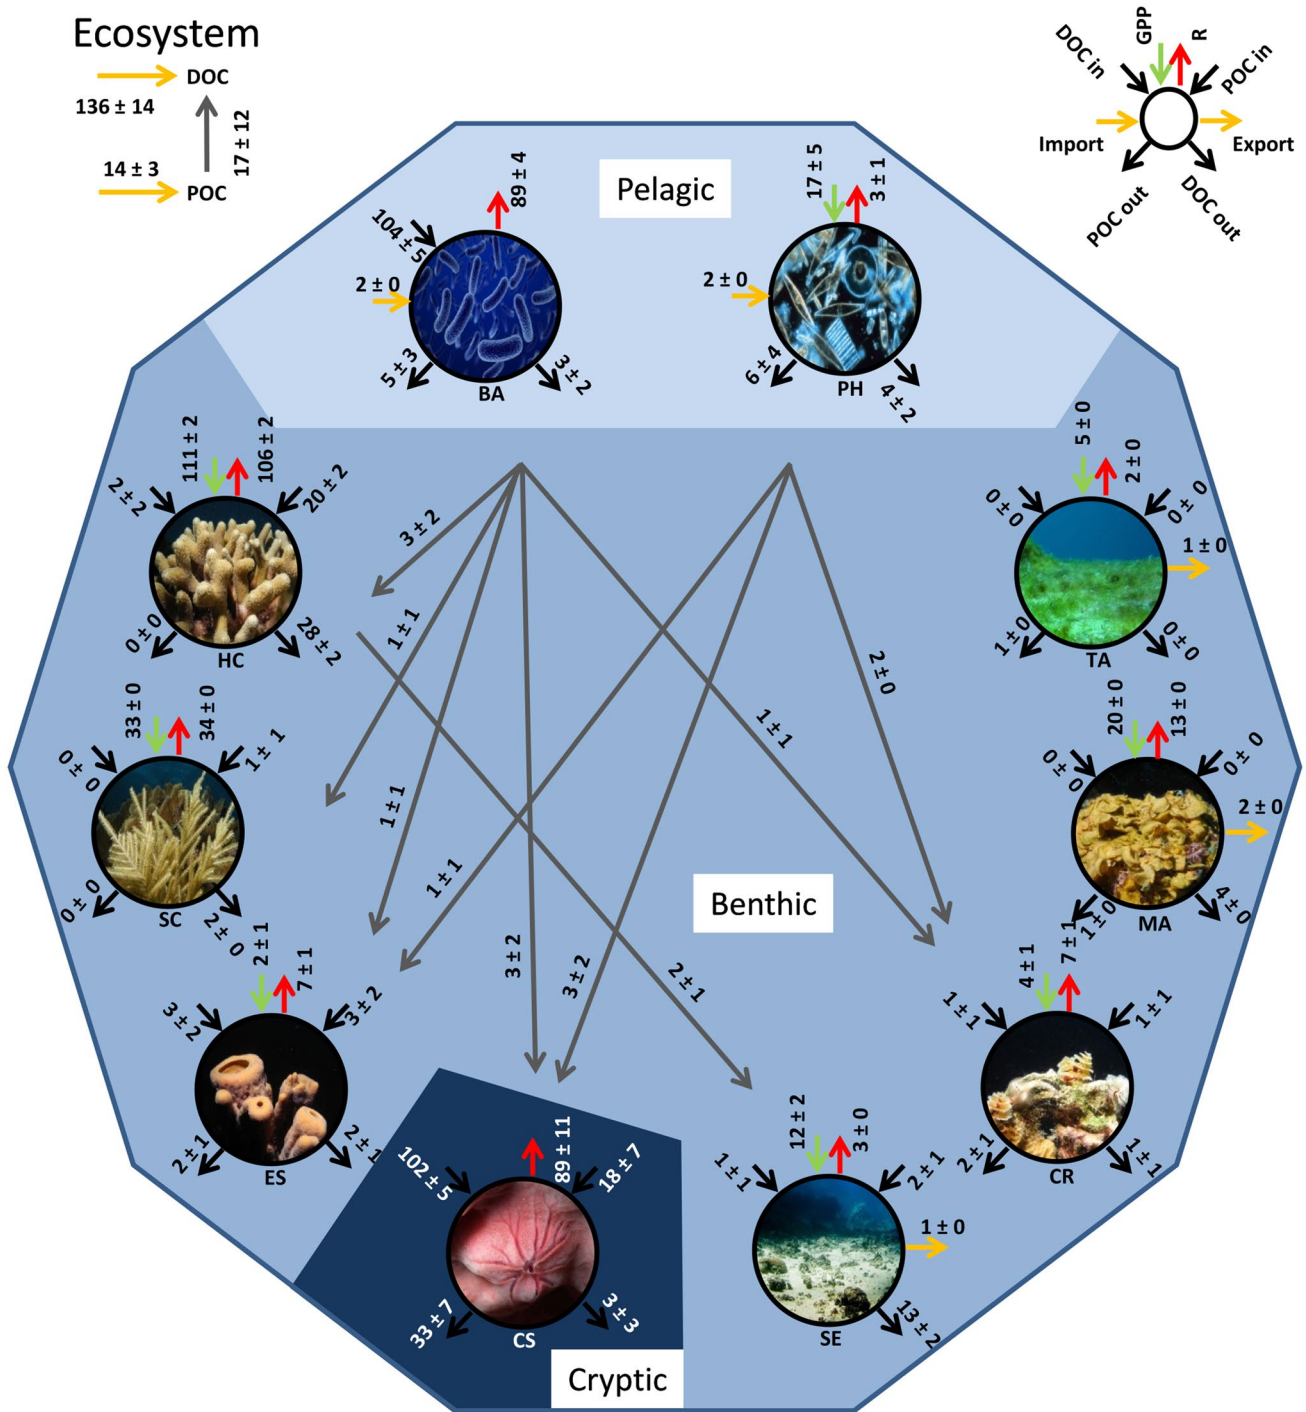 Ecosystem
DOC
136 ± 14
17 ± 12
14 ± 3
POC
DOC in
GPP
R
POC in
Import
Export
POC out
DOC out
Pelagic
89 ± 4
104 ± 5
2 ± 0
5 ± 3
3 ± 2
BA
17 ± 5
3 ± 1
2 ± 0
6 ± 4
4 ± 2
PH
111 ± 2
106 ± 2
2 ± 2
20 ± 2
0 ± 0
28 ± 2
HC
5 ± 0
2 ± 0
0 ± 0
0 ± 0
1 ± 0
1 ± 0
0 ± 0
TA
3 ± 2
1 ± 1
1 ± 1
1 ± 1
3 ± 2
3 ± 2
2 ± 1
1 ± 1
2 ± 0
33 ± 0
34 ± 0
0 ± 0
1 ± 1
0 ± 0
2 ± 0
SC
20 ± 0
13 ± 0
0 ± 0
0 ± 0
2 ± 0
1 ± 0
4 ± 0
MA
Benthic
2 ± 1
7 ± 1
3 ± 2
3 ± 2
2 ± 1
2 ± 1
ES
4 ± 1
7 ± 1
1 ± 1
1 ± 1
2 ± 1
1 ± 1
CR
89 ± 11
102 ± 5
18 ± 7
33 ± 7
3 ± 3
CS
12 ± 2
3 ± 0
1 ± 1
2 ± 1
1 ± 0
13 ± 2
SE
Cryptic